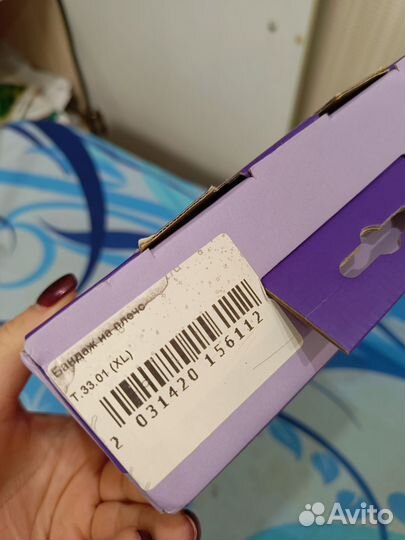 Бандаж на плечо
Т.33.01 (XL)
2 031420 156112
Avito